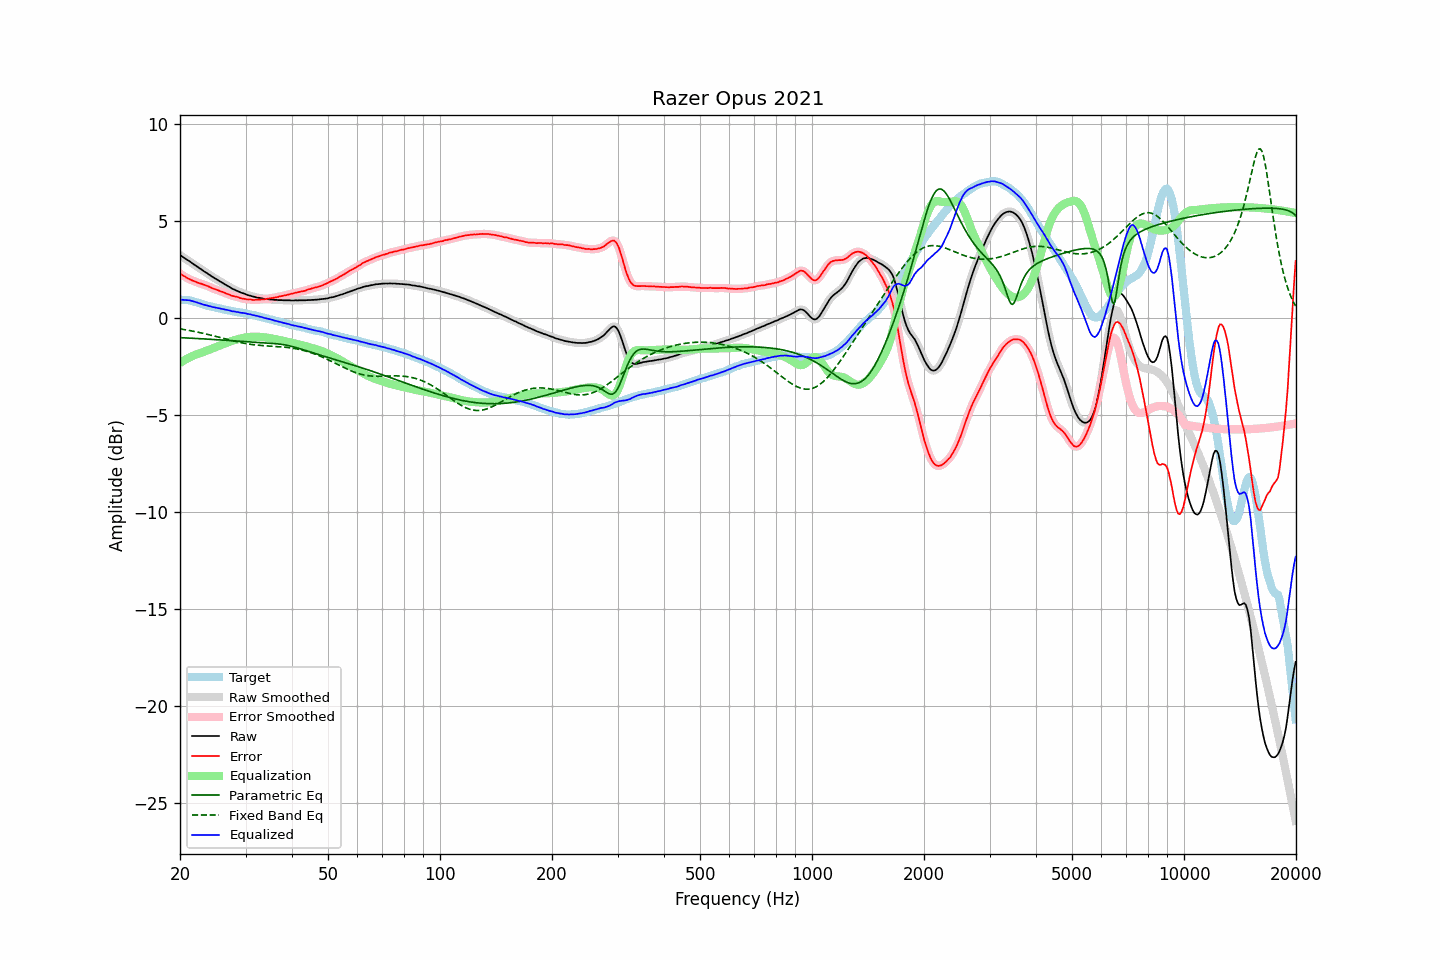 Razer Opus 2021
10
5
0
−5
−10
−15
−20
−25
Amplitude (dBr)
Target
Raw Smoothed
Error Smoothed
Raw
Error
Equalization
Parametric Eq
Fixed Band Eq
Equalized
20 50 100 200 500 1000 2000 5000 10000 20000
Frequency (Hz)